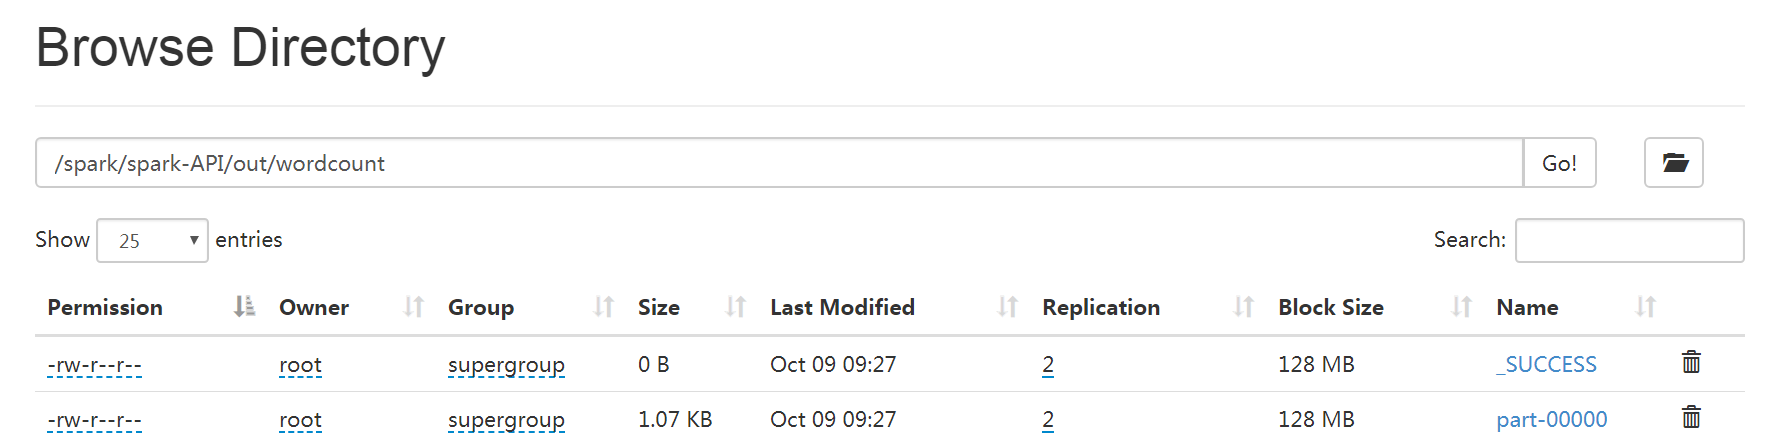 Browse Directory
/spark/spark-API/out/wordcount Go!
Show 25 entries Search:
Permission Owner Group Size Last Modified Replication Block Size Name
-rw-r--r-- root supergroup 0 B Oct 09 09:27 2 128 MB _SUCCESS
-rw-r--r-- root supergroup 1.07 KB Oct 09 09:27 2 128 MB part-00000